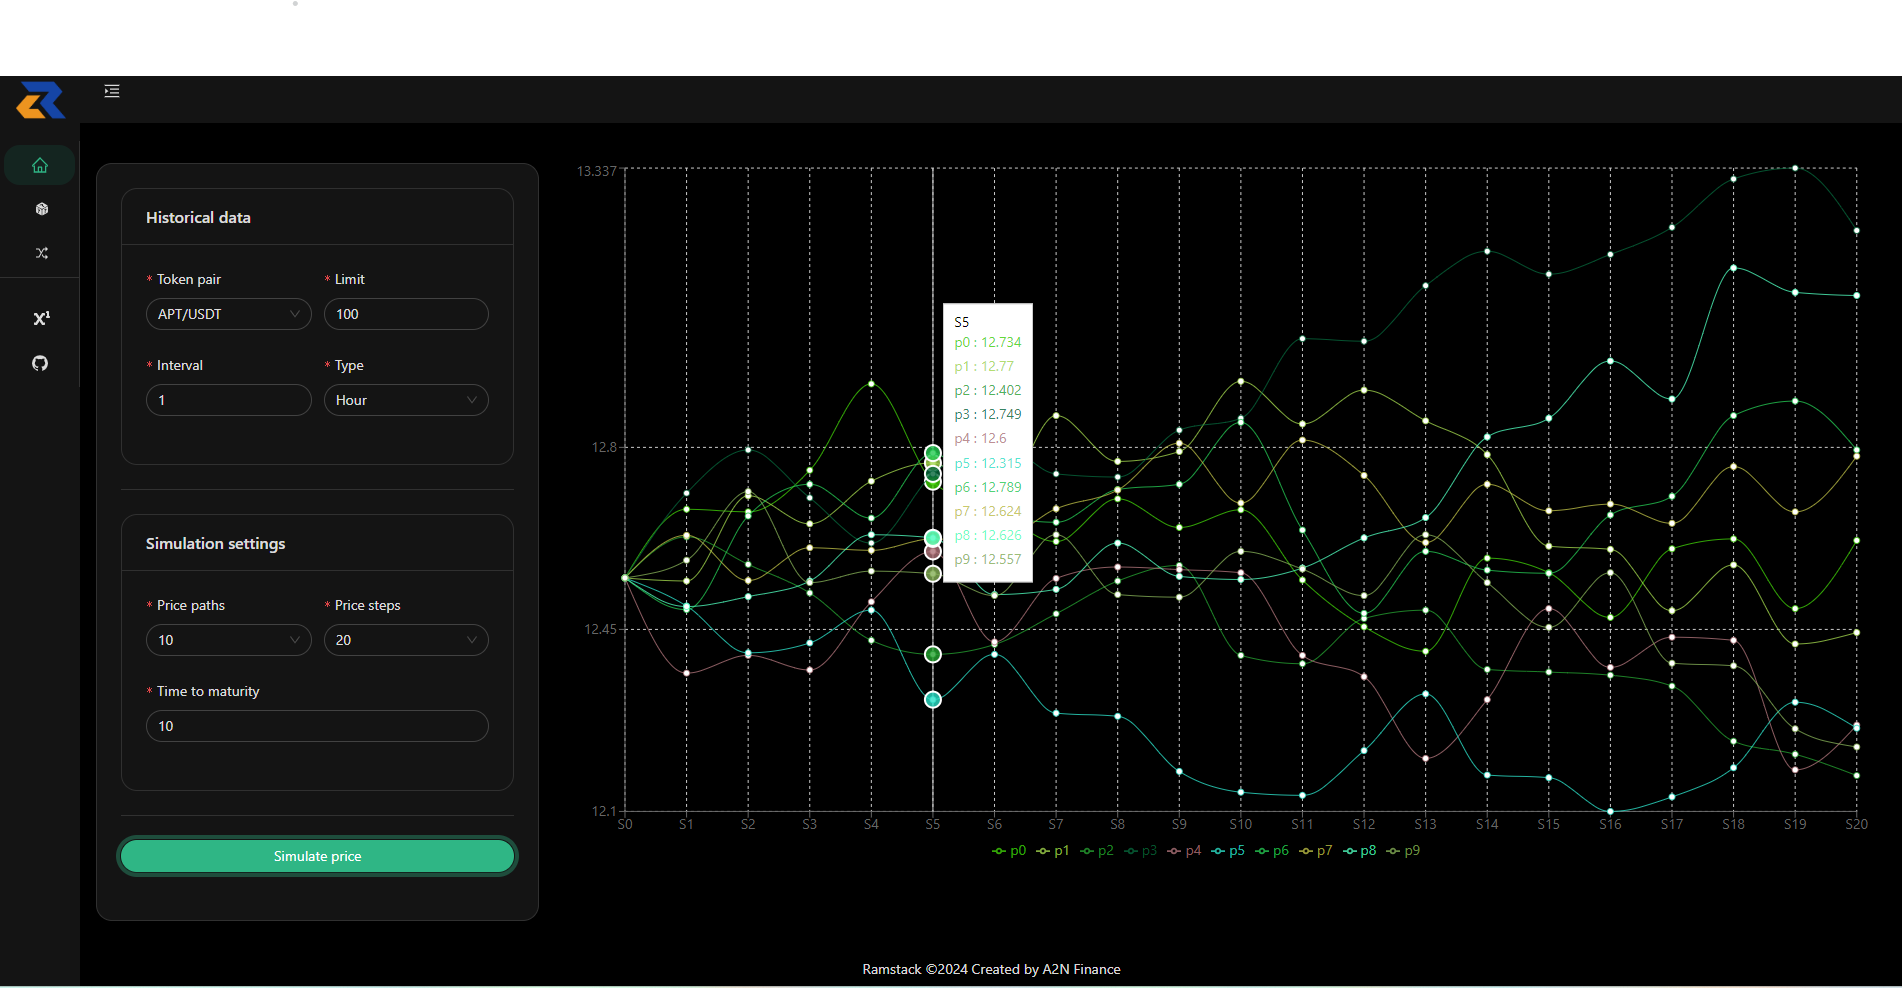 Historical data
* Token pair
* Limit
APT/USDT
100
* Interval
* Type
1
Hour
Simulation settings
* Price paths
* Price steps
10
20
* Time to maturity
10
Simulate price
X¹
13.337
12.8
12.45
12.1
S5
p0 : 12.734
p1 : 12.77
p2 : 12.402
p3 : 12.749
p4 : 12.6
p5 : 12.315
p6 : 12.789
p7 : 12.624
p8 : 12.626
p9 : 12.557
S0 S1 S2 S3 S4 S5 S6 S7 S8 S9 S10 S11 S12 S13 S14 S15 S16 S17 S18 S19 S20
p0 p1 p2 p3 p4 p5 p6 p7 p8 p9
Ramstack ©2024 Created by A2N Finance